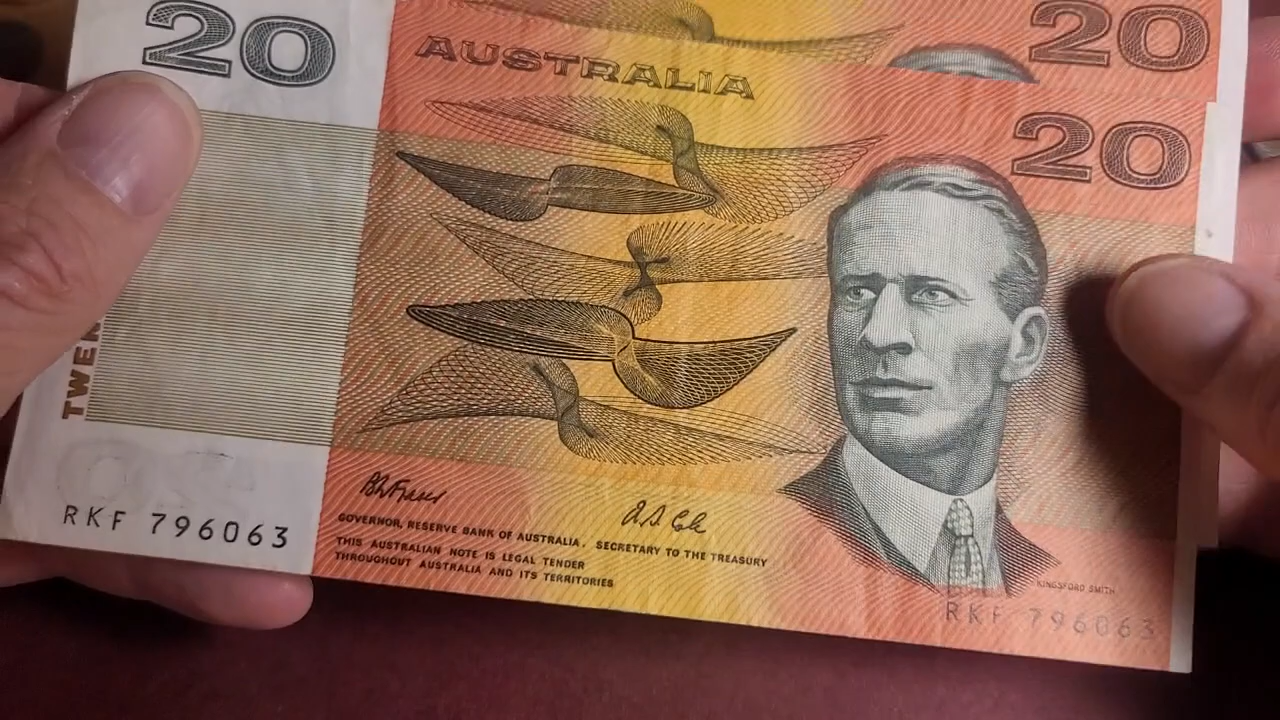 20
20
AUSTRALIA
20
TWEN
RKF 796063
GOVERNOR, RESERVE BANK OF AUSTRALIA. SECRETARY TO THE TREASURY
THIS AUSTRALIAN NOTE IS LEGAL TENDER
THROUGHOUT AUSTRALIA AND ITS TERRITORIES
KINGSFORD SMITH
RKF 796063